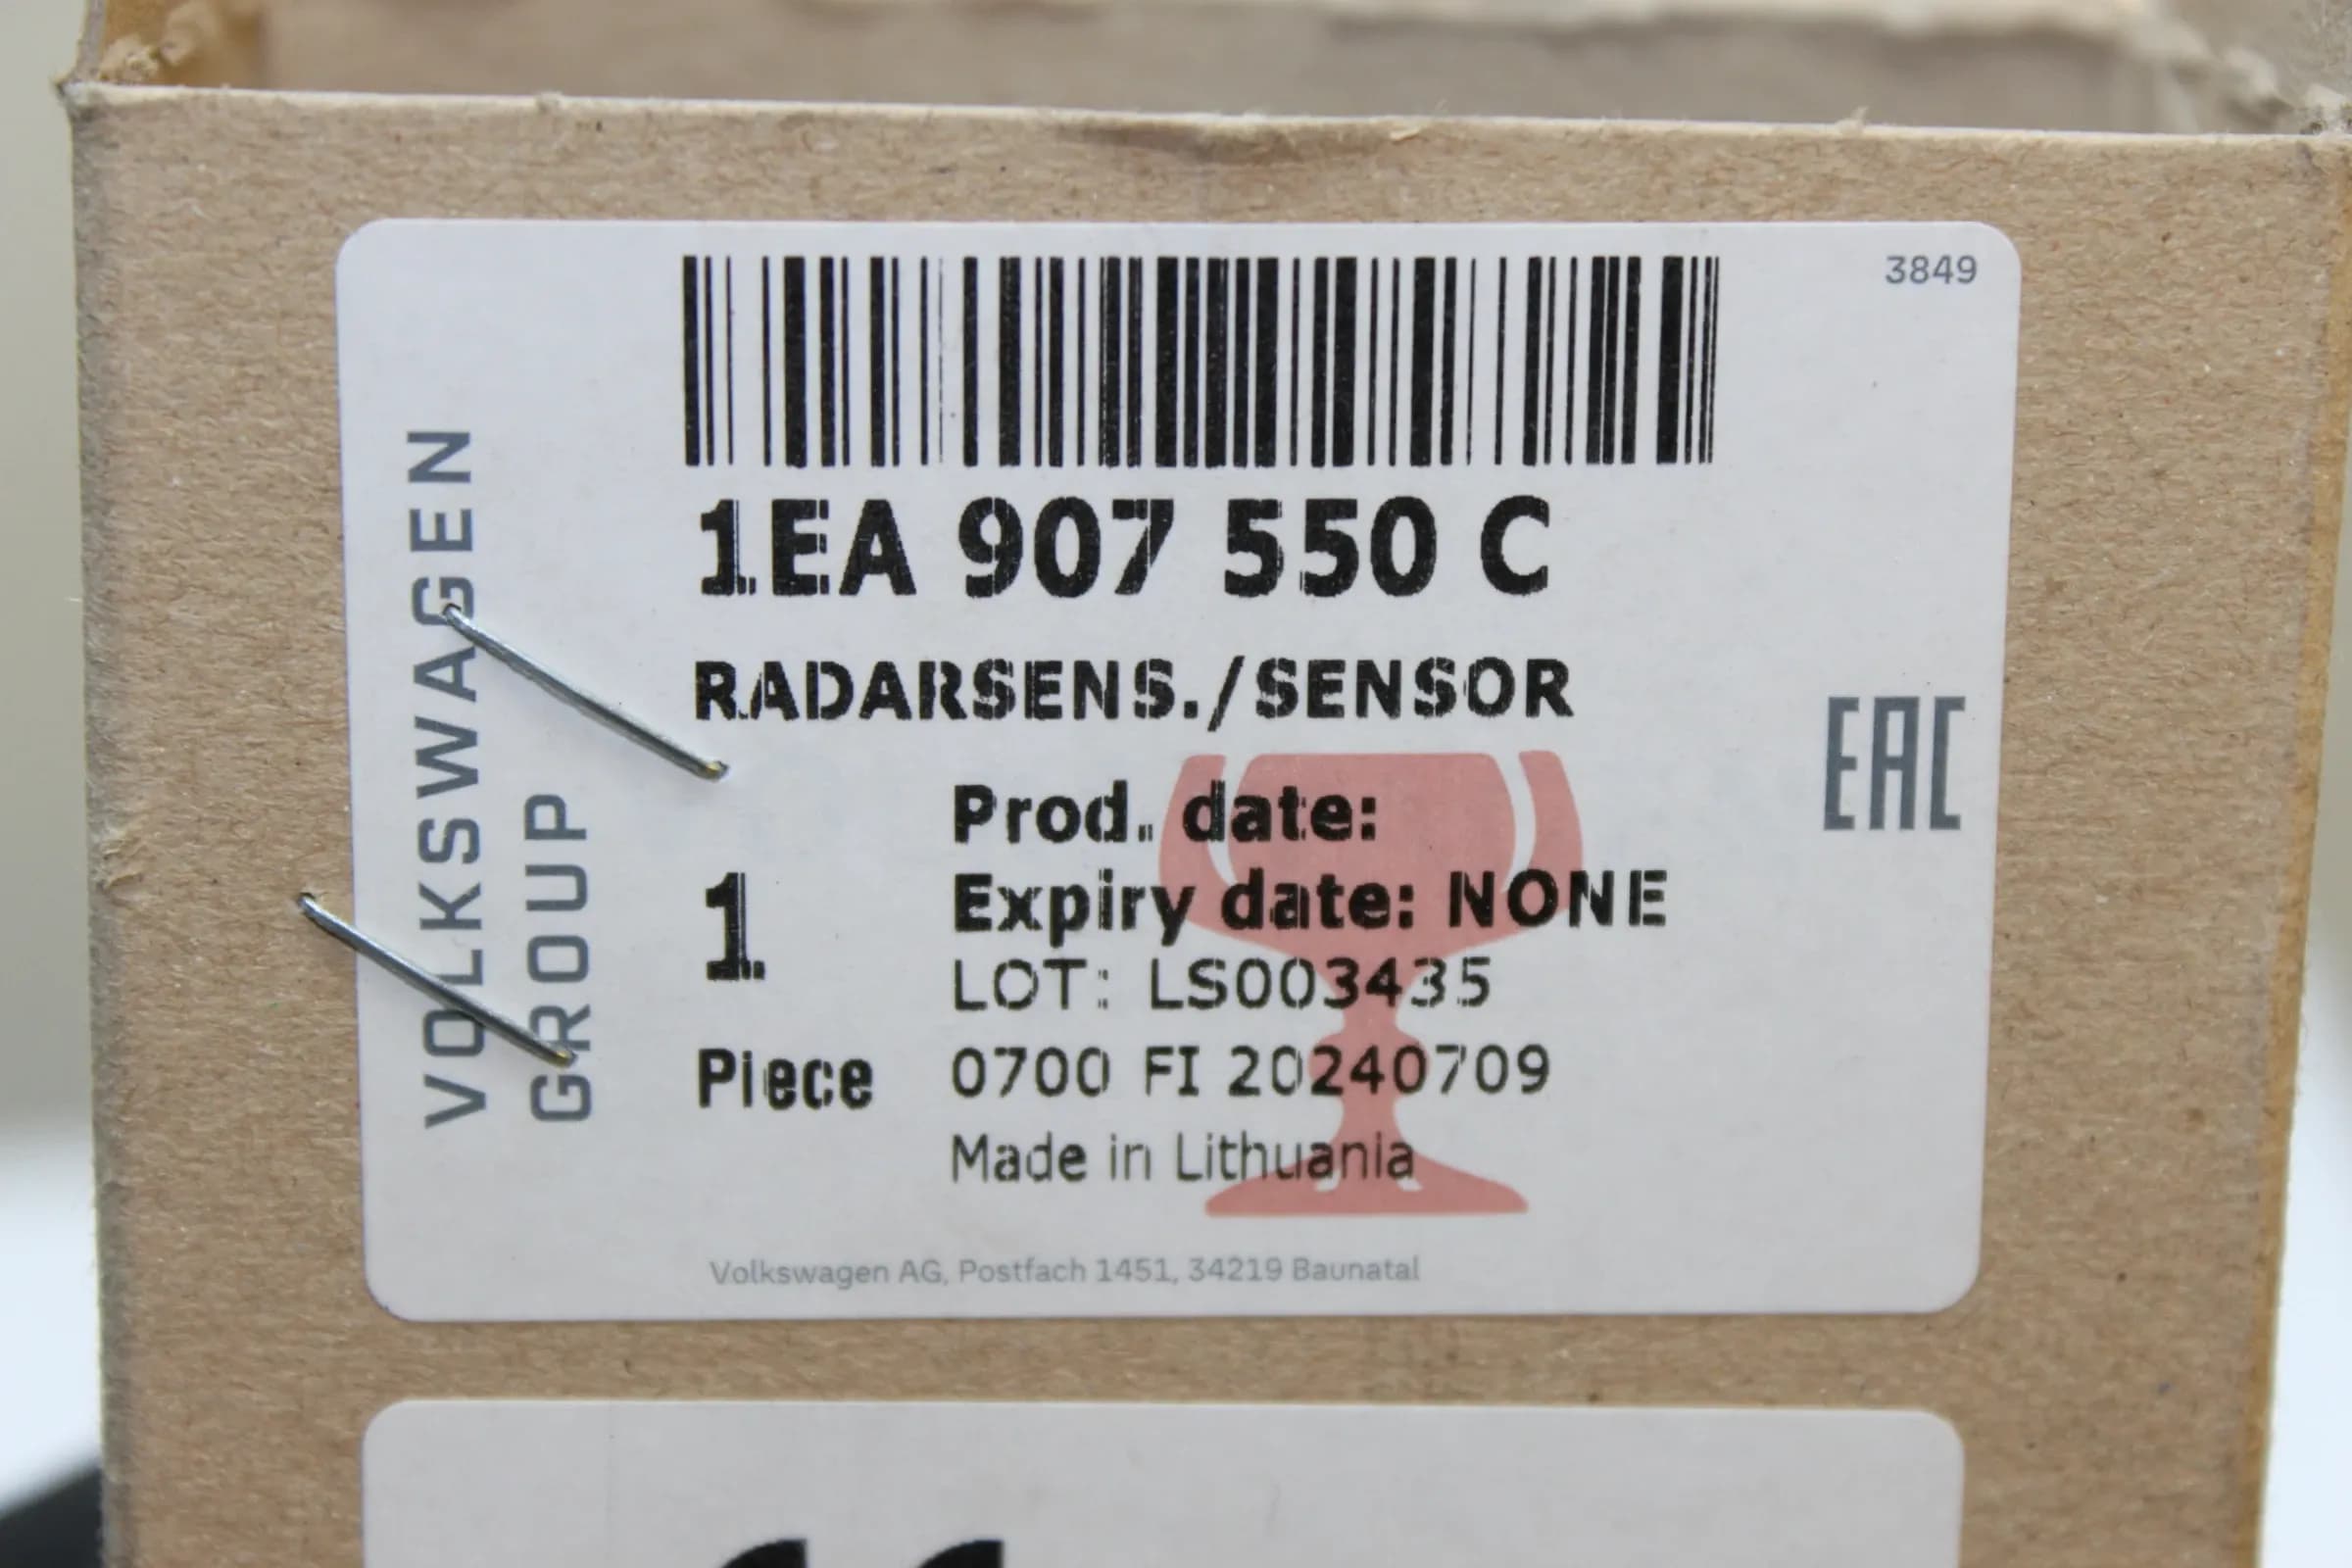 3849
1EA 907 550 C
RADARSENS./SENSOR
VOLKSWAGEN
GROUP
EAC
1
Piece
Prod. date:
Expiry date: NONE
LOT: LS003435
0700 FI 20240709
Made in Lithuania
Volkswagen AG, Postfach 1451, 34219 Baunatal